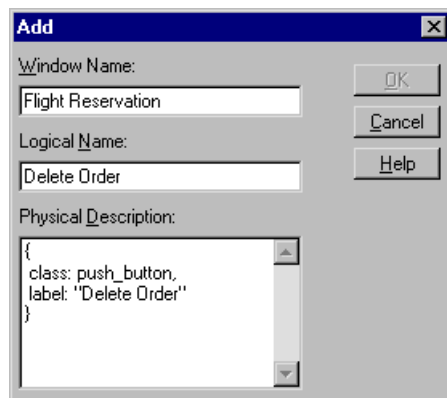 Add
Window Name:
OK
Flight Reservation
Cancel
Logical Name:
Help
Delete Order
Physical Description:
{
class: push_button,
label: "Delete Order"
}